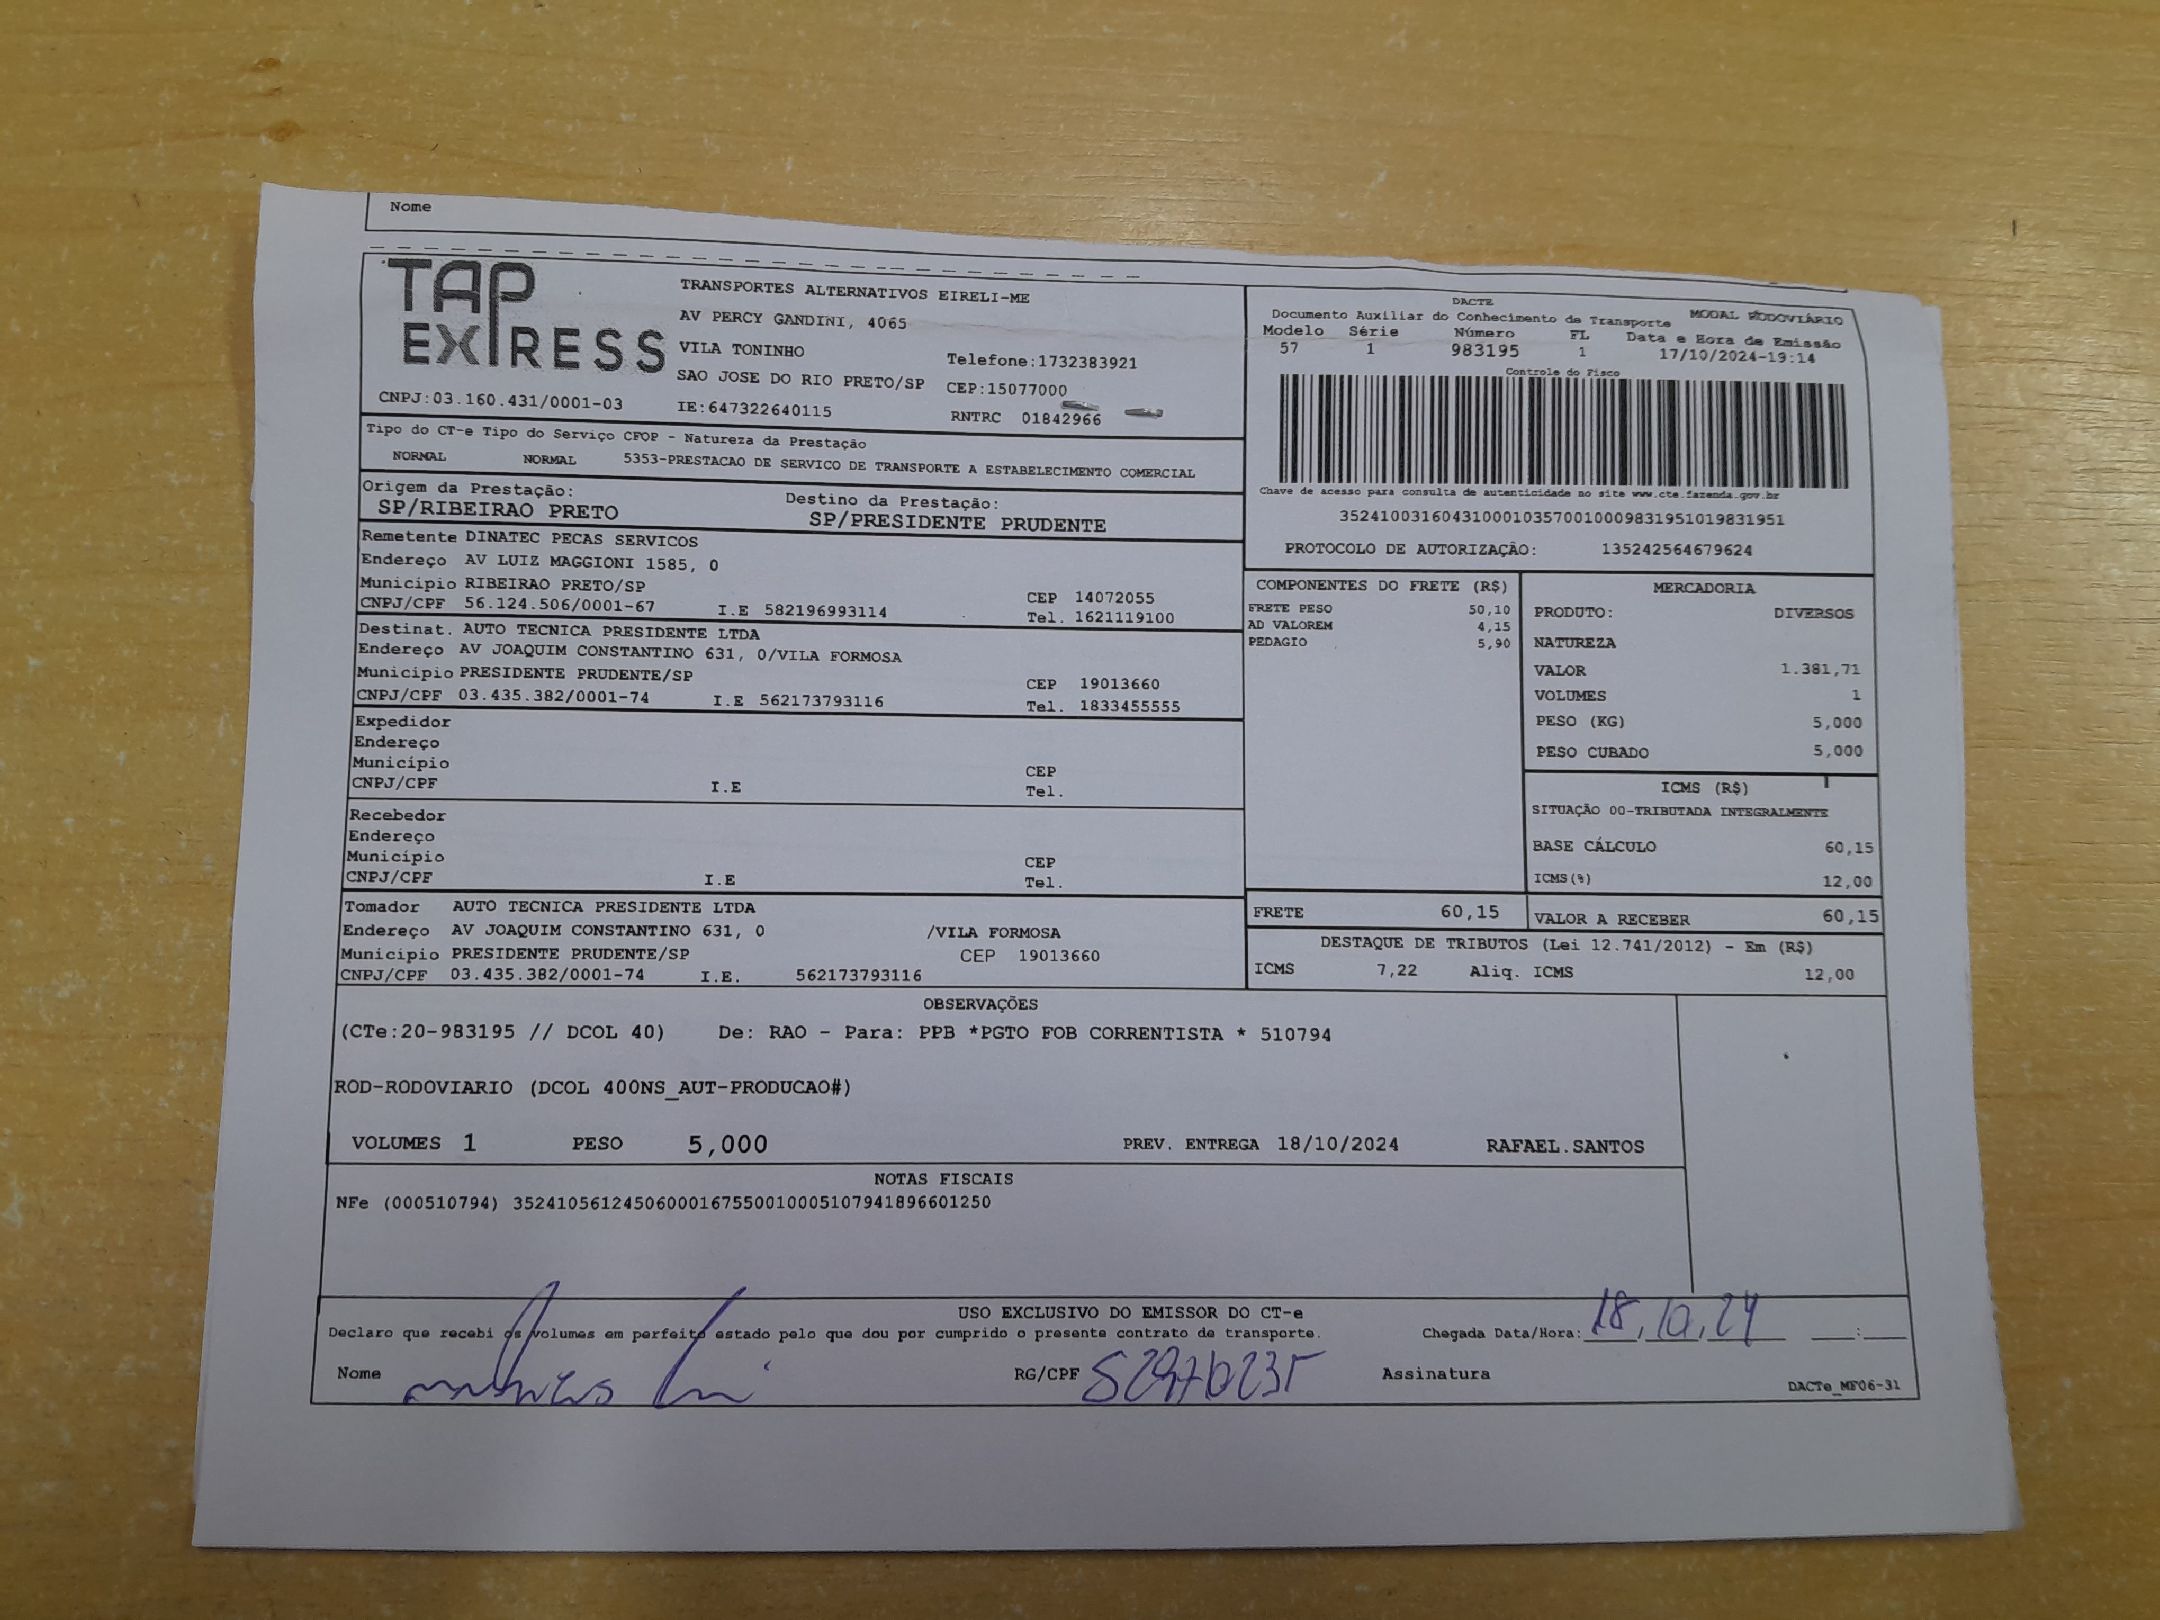 Nome
TAP EXPRESS
TRANSPORTES ALTERNATIVOS EIRELI-ME
AV PERCY GANDINI, 4065
VILA TONINHO Telefone:1732383921
SAO JOSE DO RIO PRETO/SP CEP:15077000
CNPJ:03.160.431/0001-03 IE:647322640115 RNTRC 01842966
DACTE
Documento Auxiliar do Conhecimento de Transporte MODAL RODOVIÁRIO
Modelo Série Número FL Data e Hora de Emissão
57 1 983195 1 17/10/2024-19:14
Controle do Fisco
Chave de acesso para consulta de autenticidade no site www.cte.fazenda.gov.br
35241003160431000103570010009831951019831951
PROTOCOLO DE AUTORIZAÇÃO: 135242564679624
Tipo do CT-e Tipo do Serviço CFOP - Natureza da Prestação
NORMAL NORMAL 5353-PRESTACAO DE SERVICO DE TRANSPORTE A ESTABELECIMENTO COMERCIAL
Origem da Prestação: Destino da Prestação:
SP/RIBEIRAO PRETO SP/PRESIDENTE PRUDENTE
Remetente DINATEC PECAS SERVICOS
Endereço AV LUIZ MAGGIONI 1585, 0
Município RIBEIRAO PRETO/SP CEP 14072055
CNPJ/CPF 56.124.506/0001-67 I.E 582196993114 Tel. 1621119100
Destinat. AUTO TECNICA PRESIDENTE LTDA
Endereço AV JOAQUIM CONSTANTINO 631, 0/VILA FORMOSA
Município PRESIDENTE PRUDENTE/SP CEP 19013660
CNPJ/CPF 03.435.382/0001-74 I.E 562173793116 Tel. 1833455555
Expedidor
Endereço
Município CEP
CNPJ/CPF I.E Tel.
Recebedor
Endereço
Município CEP
CNPJ/CPF I.E Tel.
Tomador AUTO TECNICA PRESIDENTE LTDA
Endereço AV JOAQUIM CONSTANTINO 631, 0 /VILA FORMOSA
Município PRESIDENTE PRUDENTE/SP CEP 19013660
CNPJ/CPF 03.435.382/0001-74 I.E. 562173793116
COMPONENTES DO FRETE (R$)
FRETE PESO 50,10
AD VALOREM 4,15
PEDAGIO 5,90
MERCADORIA
PRODUTO: DIVERSOS
NATUREZA
VALOR 1.381,71
VOLUMES 1
PESO (KG) 5,000
PESO CUBADO 5,000
ICMS (R$)
SITUAÇÃO 00-TRIBUTADA INTEGRALMENTE
BASE CÁLCULO 60,15
ICMS(%) 12,00
FRETE 60,15 VALOR A RECEBER 60,15
DESTAQUE DE TRIBUTOS (Lei 12.741/2012) - Em (R$)
ICMS 7,22 Aliq. ICMS 12,00
OBSERVAÇÕES
(CTe:20-983195 // DCOL 40) De: RAO - Para: PPB *PGTO FOB CORRENTISTA * 510794
ROD-RODOVIARIO (DCOL 400NS_AUT-PRODUCAO#)
VOLUMES 1 PESO 5,000 PREV. ENTREGA 18/10/2024 RAFAEL.SANTOS
NOTAS FISCAIS
NFe (000510794) 35241056124506000167550010005107941896601250
USO EXCLUSIVO DO EMISSOR DO CT-e
Declaro que recebi os volumes em perfeito estado pelo que dou por cumprido o presente contrato de transporte. Chegada Data/Hora: 18,10,24 __:__
Nome RG/CPF Assinatura
DACTe_MF06-31